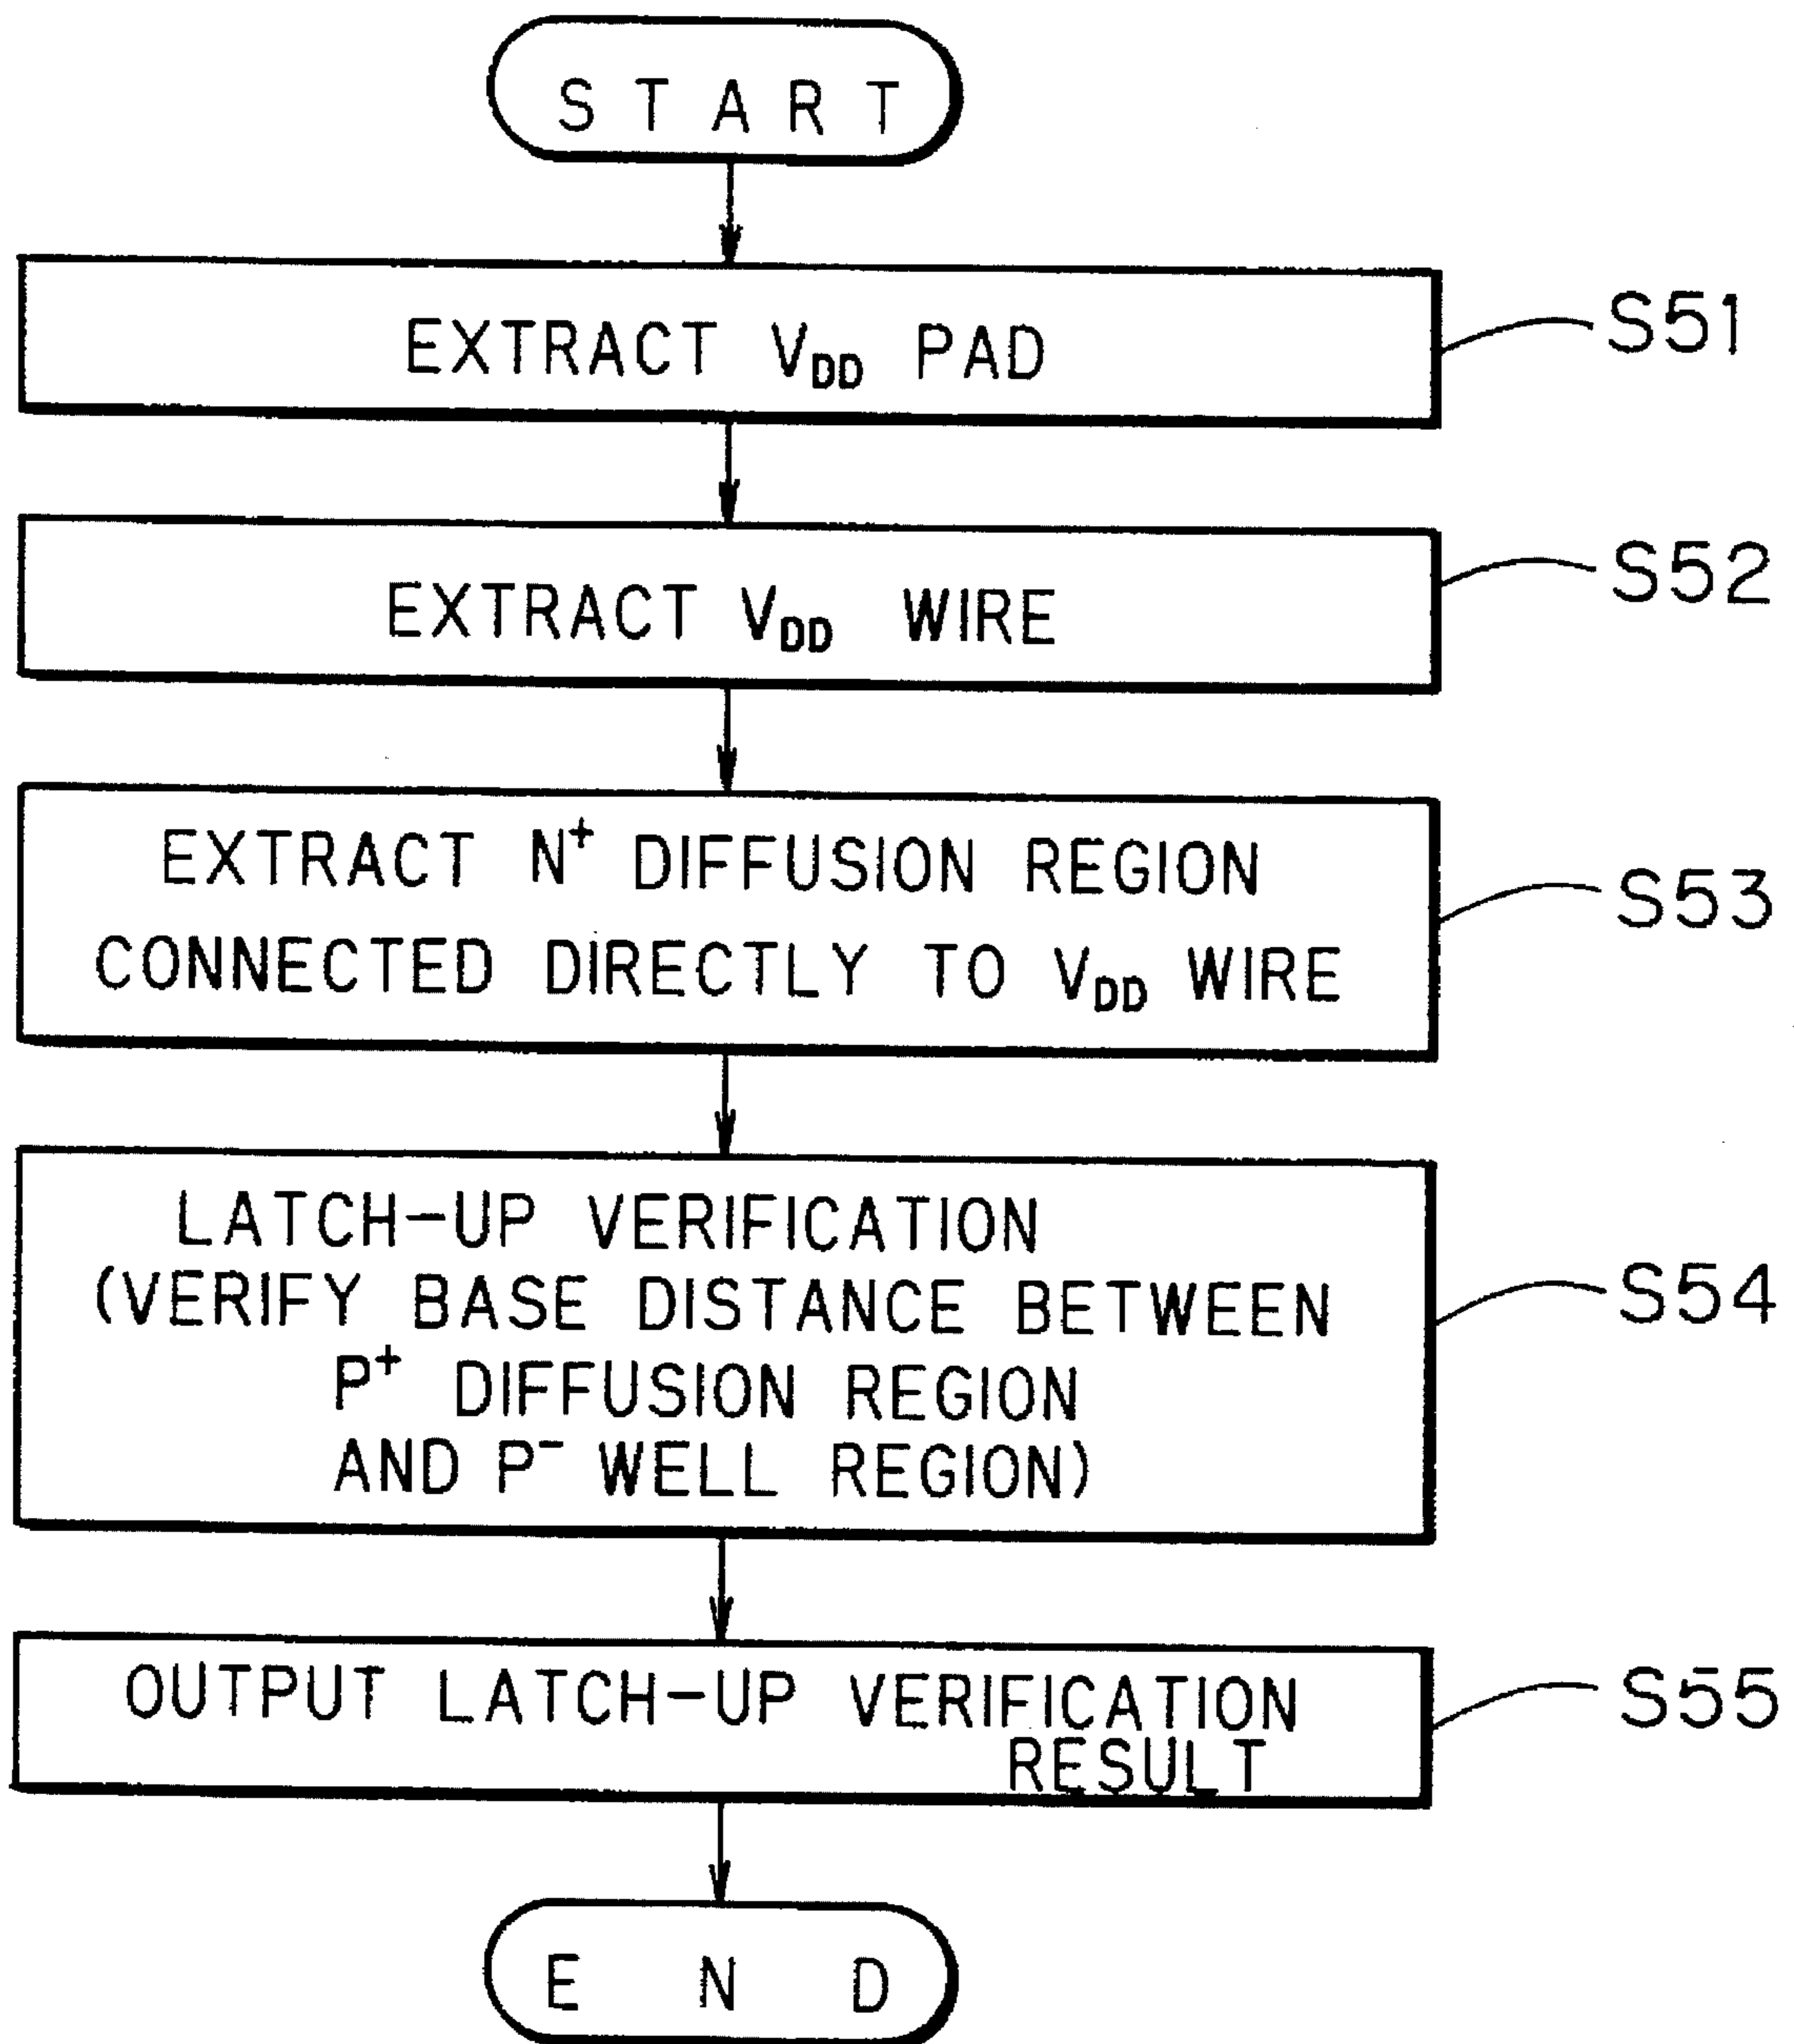 START
EXTRACT VDD PAD
S51
EXTRACT VDD WIRE
S52
EXTRACT N+ DIFFUSION REGION
CONNECTED DIRECTLY TO VDD WIRE
S53
LATCH-UP VERIFICATION
(VERIFY BASE DISTANCE BETWEEN
P+ DIFFUSION REGION
AND P- WELL REGION)
S54
OUTPUT LATCH-UP VERIFICATION
RESULT
S55
END